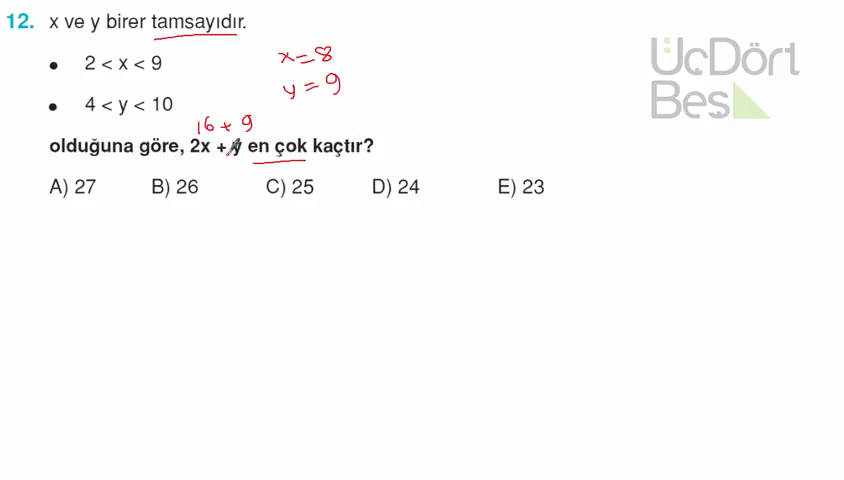 12. x ve y birer tamsayıdır.
• 2 < x < 9
x = 8
• 4 < y < 10
y = 9
16 + 9
olduğuna göre, 2x + y en çok kaçtır?
A) 27 B) 26 C) 25 D) 24 E) 23
ÜçDört
Beş